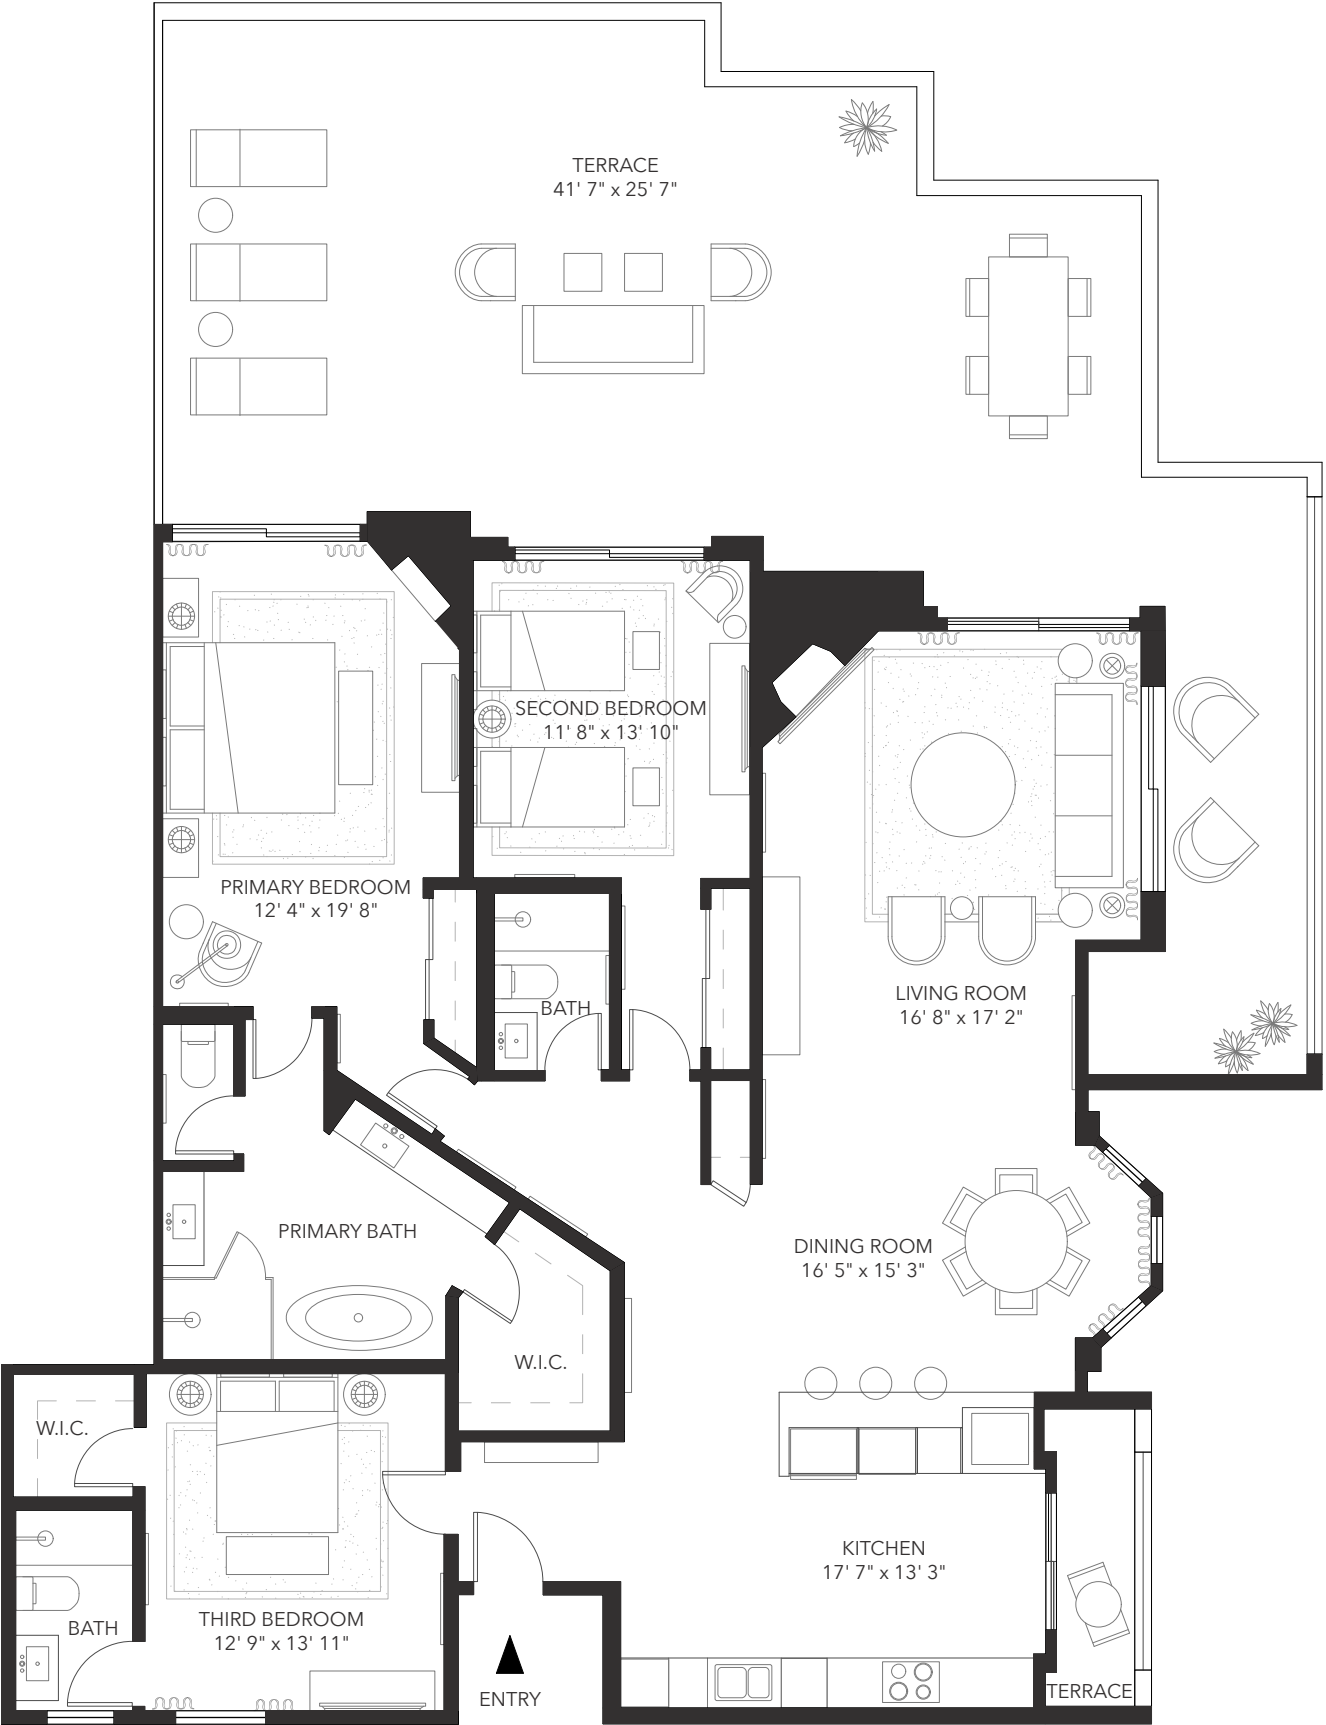 TERRACE
41' 7" x 25' 7"
SECOND BEDROOM
11' 8" x 13' 10"
PRIMARY BEDROOM
12' 4" x 19' 8"
BATH
LIVING ROOM
16' 8" x 17' 2"
PRIMARY BATH
DINING ROOM
16' 5" x 15' 3"
W.I.C.
W.I.C.
KITCHEN
17' 7" x 13' 3"
THIRD BEDROOM
12' 9" x 13' 11"
BATH
ENTRY
TERRACE